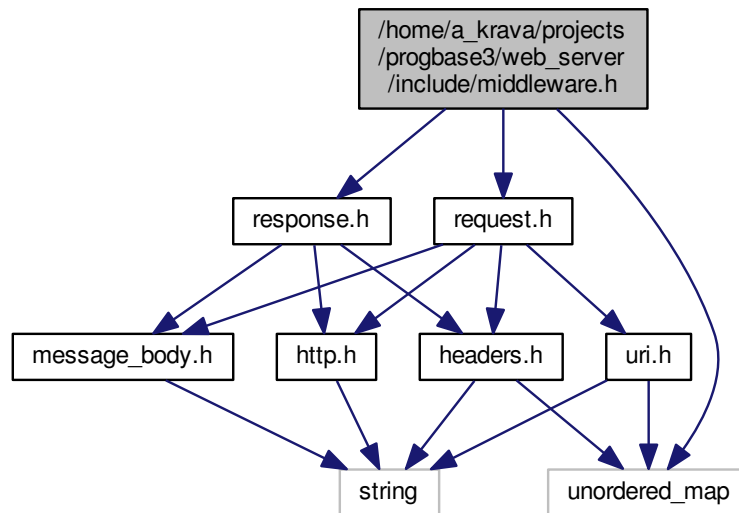 /home/a_krava/projects
/progbase3/web_server
/include/middleware.h
response.h
request.h
message_body.h
http.h
headers.h
uri.h
string
unordered_map